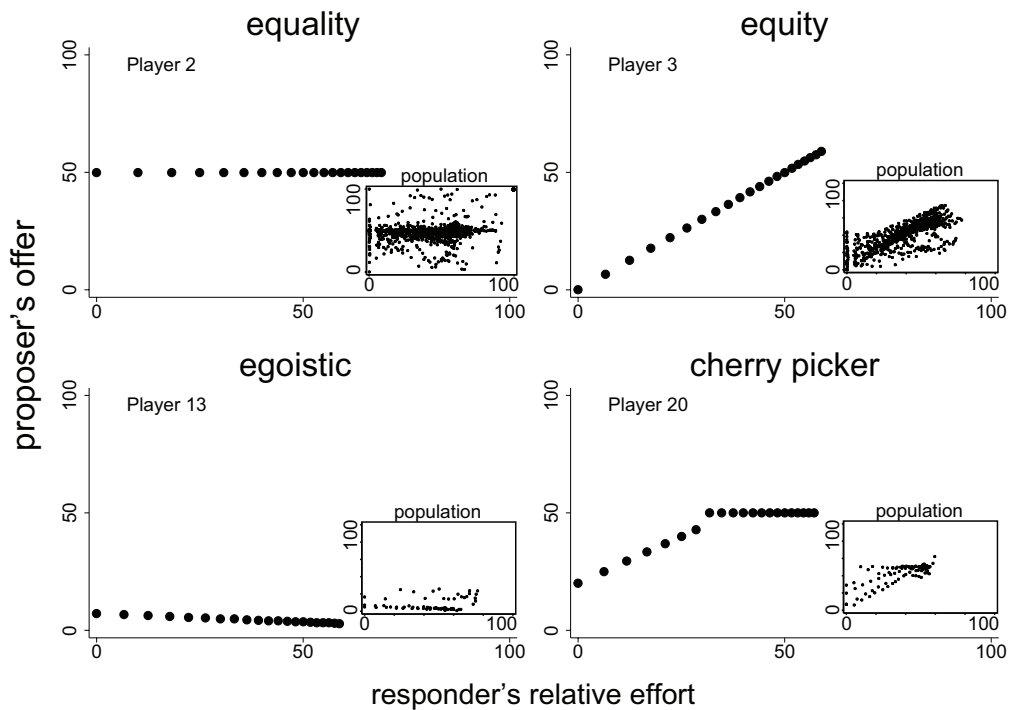 equality
100
Player 2
50
0
0
50
100
population
100
0
0
100
equity
100
Player 3
50
0
0
50
100
population
100
0
0
100
proposer's offer
egoistic
100
Player 13
50
0
0
50
100
population
100
0
0
100
cherry picker
100
Player 20
50
0
0
50
100
population
100
0
0
100
responder's relative effort